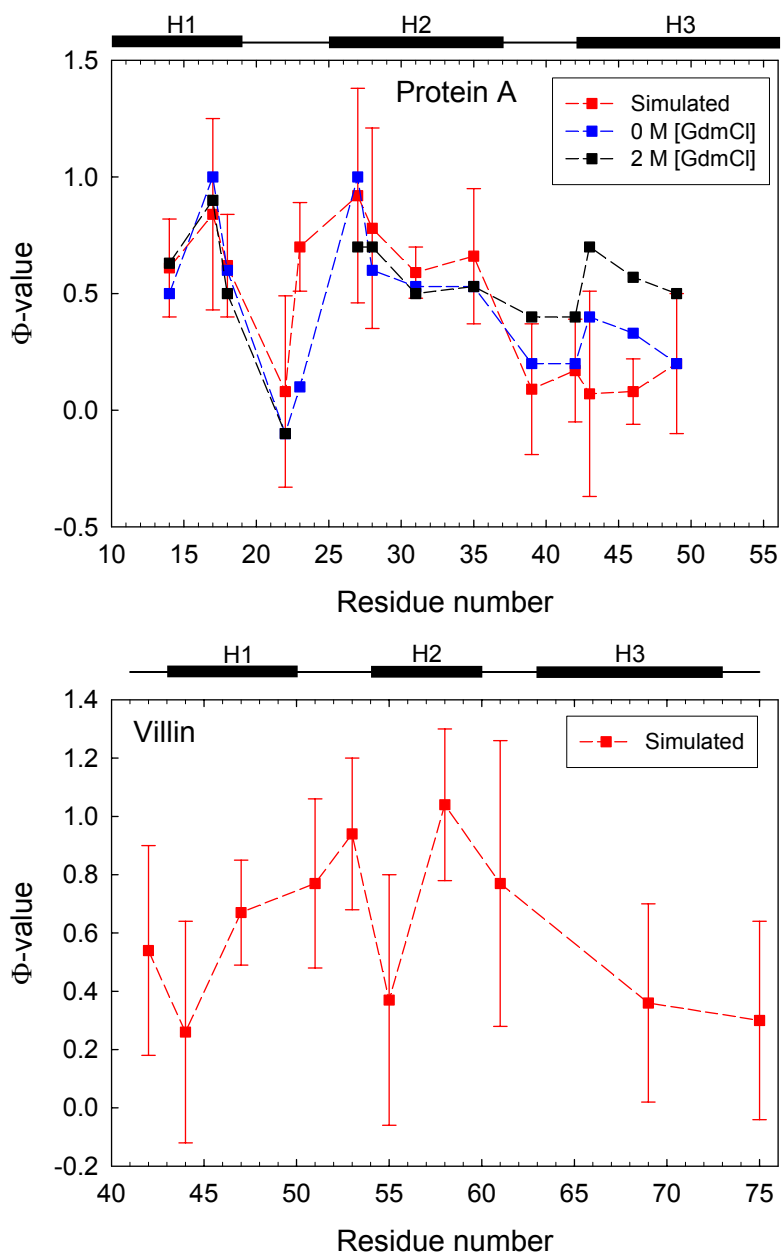 H1 H2 H3
1.5
Protein A
Simulated
0 M [GdmCl]
2 M [GdmCl]
1.0
0.5
0.0
-0.5
Φ-value
10 15 20 25 30 35 40 45 50 55
Residue number
H1 H2 H3
1.4
Villin
Simulated
1.2
1.0
0.8
0.6
0.4
0.2
0.0
-0.2
Φ-value
40 45 50 55 60 65 70 75
Residue number